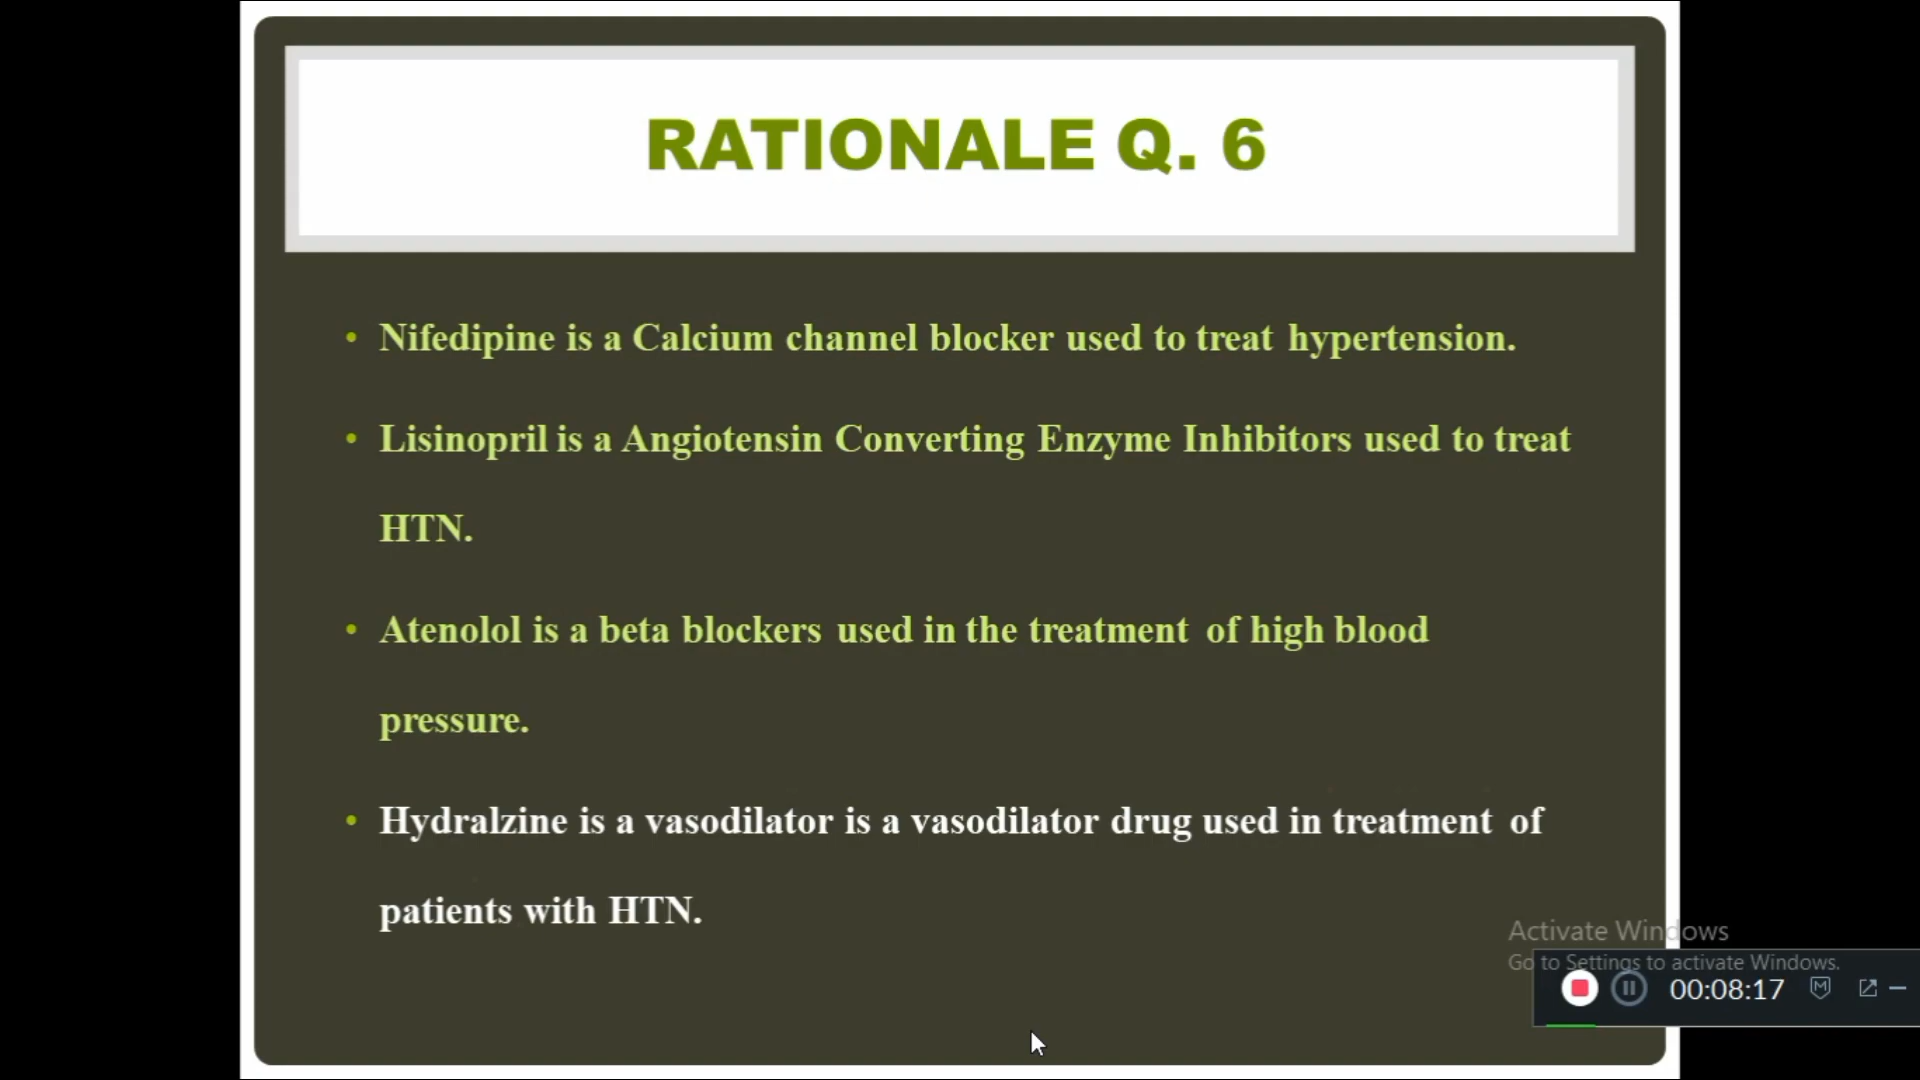 RATIONALE Q. 6
• Nifedipine is a Calcium channel blocker used to treat hypertension.
• Lisinopril is a Angiotensin Converting Enzyme Inhibitors used to treat
HTN.
• Atenolol is a beta blockers used in the treatment of high blood
pressure.
• Hydralzine is a vasodilator is a vasodilator drug used in treatment of
patients with HTN.
Activate Windows
Go to Settings to activate Windows.
00:08:17